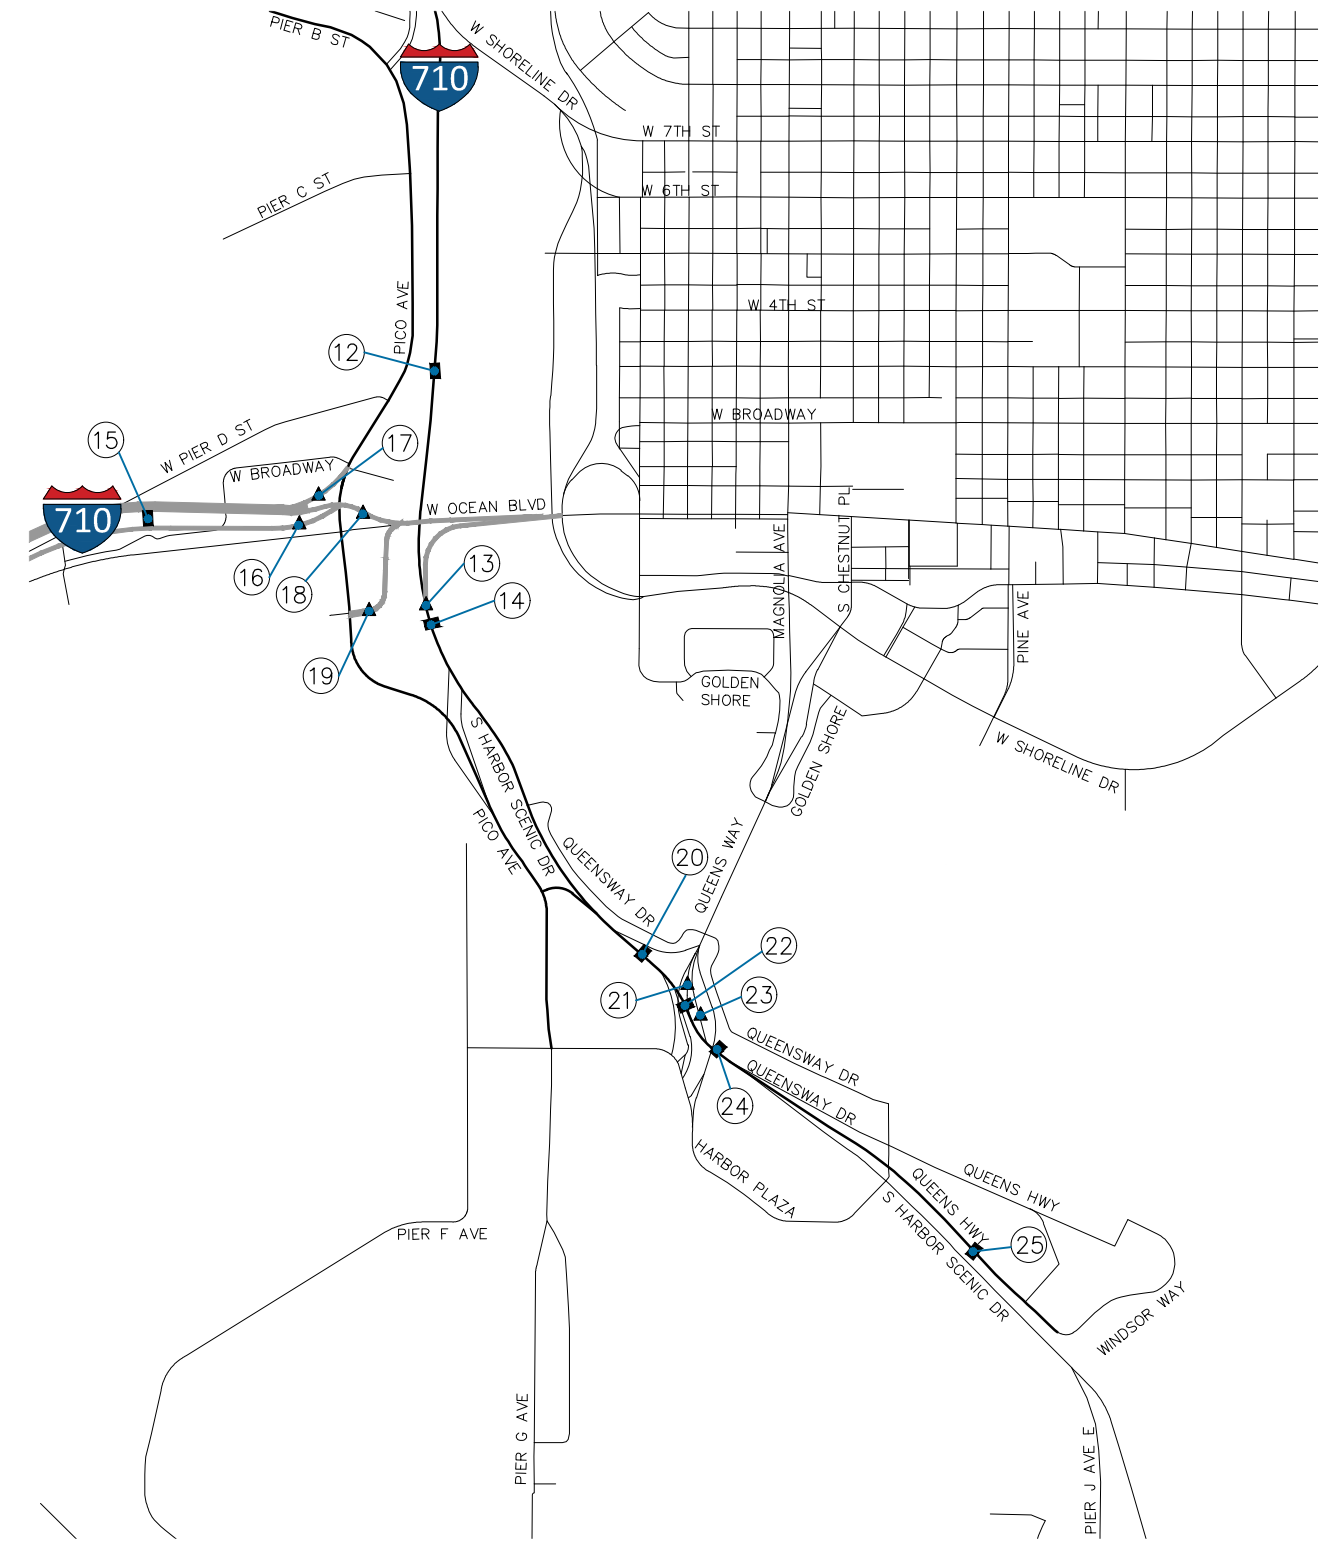 PIER B ST
710
W SHORELINE DR
W 7TH ST
W 6TH ST
PIER C ST
PICO AVE
W 4TH ST
12
W BROADWAY
15
W PIER D ST
17
W BROADWAY
710
W OCEAN BLVD
S CHESTNUT PL
MAGNOLIA AVE
13
16
18
14
PINE AVE
19
GOLDEN
SHORE
S HARBOR SCENIC DR
GOLDEN SHORE
W SHORELINE DR
PICO AVE
QUEENSWAY DR
QUEENS WAY
20
22
21
23
QUEENSWAY DR
QUEENSWAY DR
24
HARBOR PLAZA
QUEENS HWY
QUEENS HWY
S HARBOR SCENIC DR
PIER F AVE
25
WINDSOR WAY
PIER G AVE
PIER J AVE E